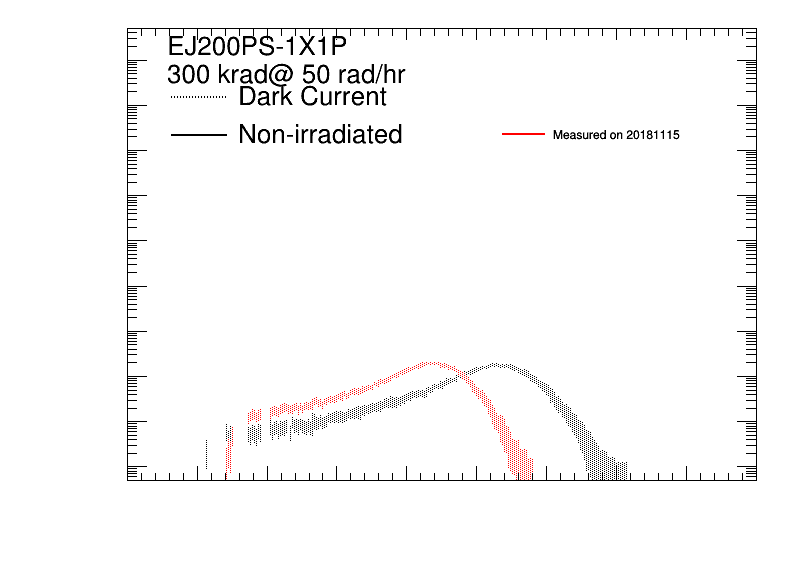 EJ200PS-1X1P
300 krad@ 50 rad/hr
Dark Current
Non-irradiated
Measured on 20181115